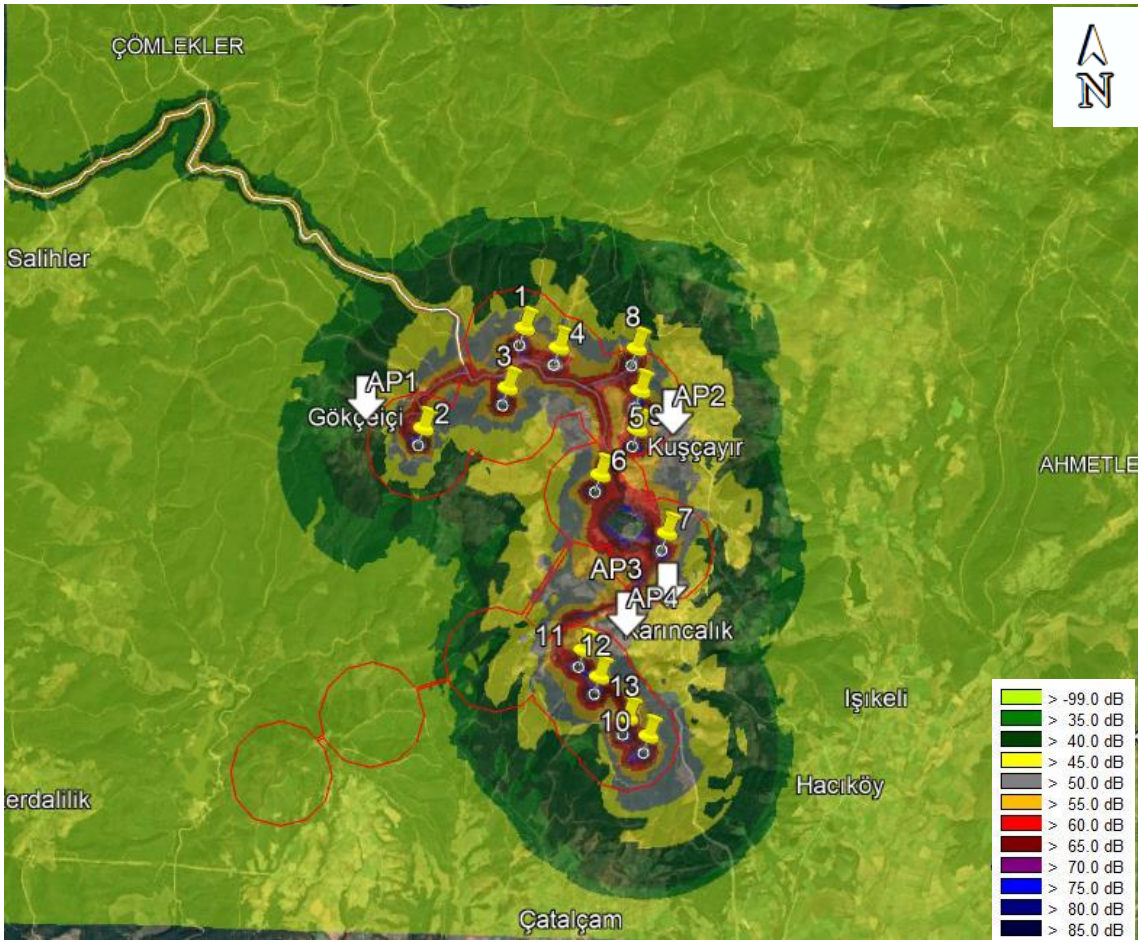 ÇÖMLEKLER
N
Salihler
1
8
4
3
AP1
AP2
Gökçeiçi
2
5
9
Kuşçayır
AHMETLE
6
7
AP3
AP4
Karıncalık
11
12
13
10
Işıkeli
Hacıköy
erdalilik
Çatalçam
> -99.0 dB
> 35.0 dB
> 40.0 dB
> 45.0 dB
> 50.0 dB
> 55.0 dB
> 60.0 dB
> 65.0 dB
> 70.0 dB
> 75.0 dB
> 80.0 dB
> 85.0 dB